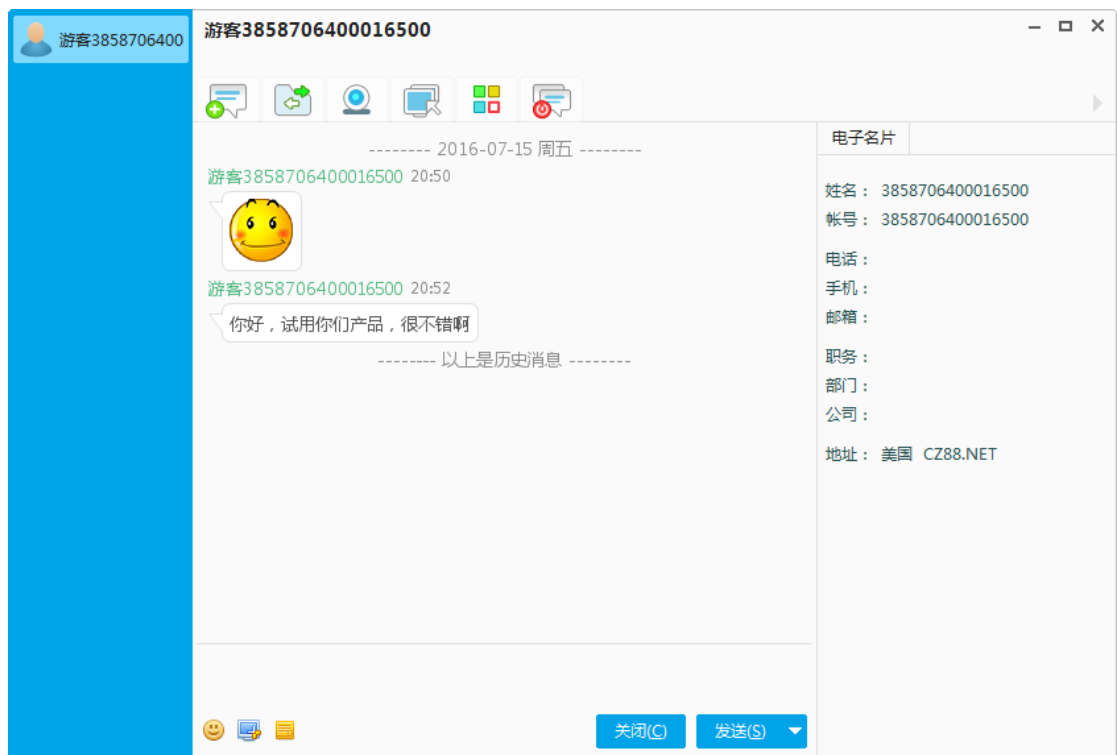 游客3858706400
游客3858706400016500
-------- 2016-07-15 周五 --------
游客3858706400016500 20:50
游客3858706400016500 20:52
你好，试用你们产品，很不错啊
-------- 以上是历史消息 --------
关闭(C)
发送(S)
电子名片
姓名： 3858706400016500
帐号： 3858706400016500
电话：
手机：
邮箱：
职务：
部门：
公司：
地址： 美国 CZ88.NET